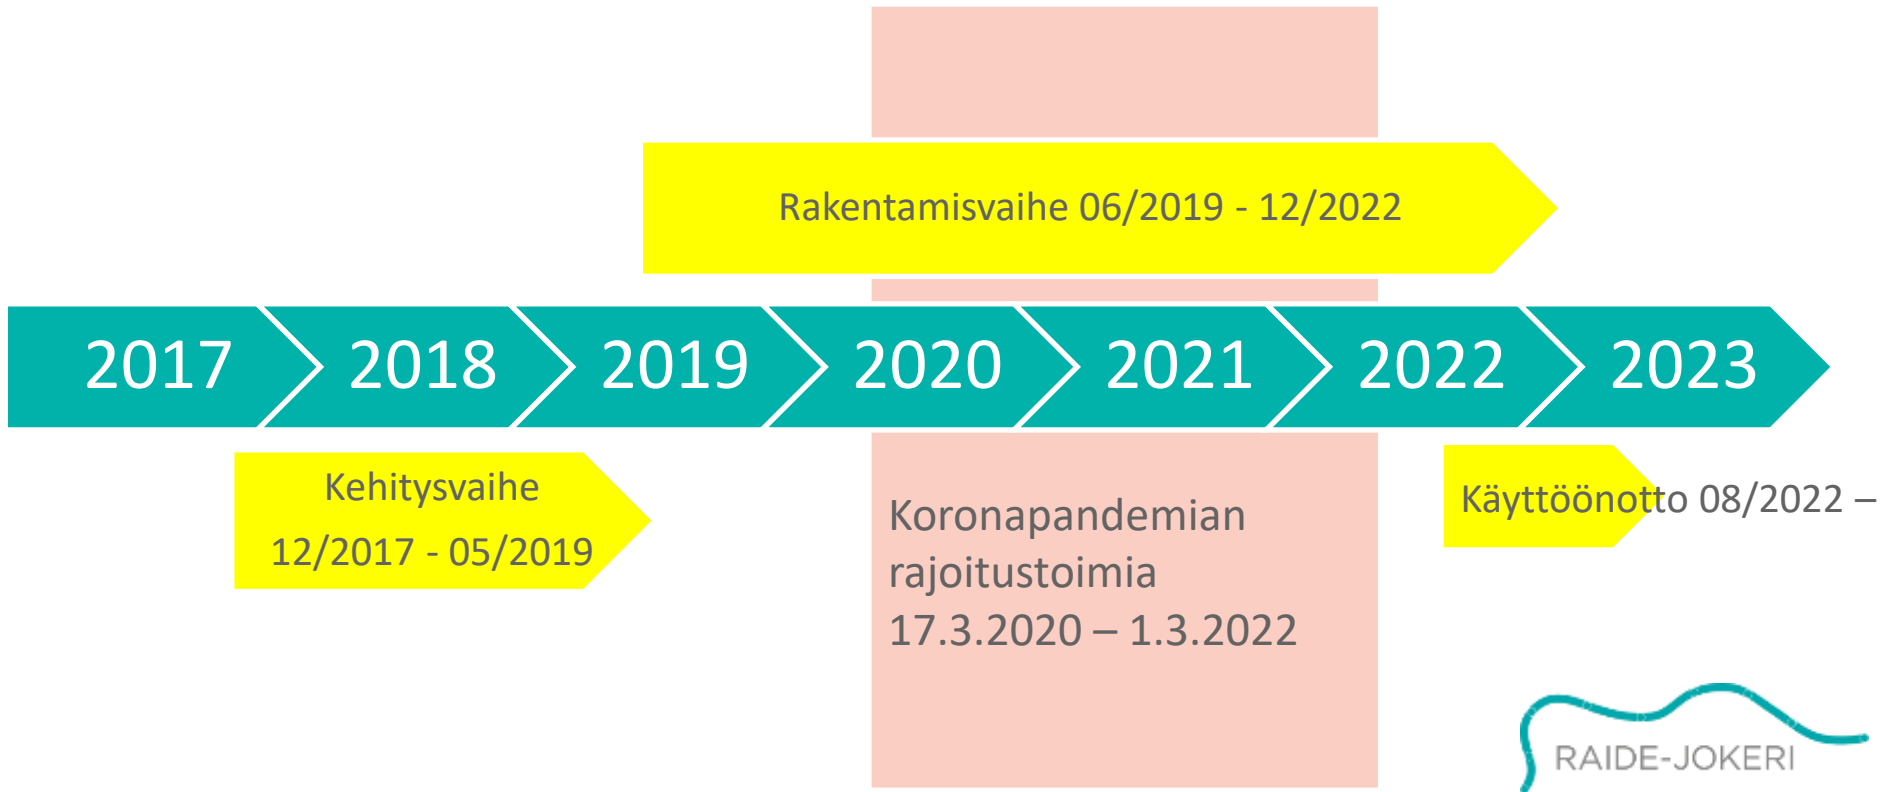 Rakentamisvaihe 06/2019 - 12/2022
2017
2018
2019
2020
2021
2022
2023
Kehitysvaihe
12/2017 - 05/2019
Koronapandemian
rajoitustoimia
17.3.2020 – 1.3.2022
Käyttöönotto 08/2022 –
RAIDE-JOKERI